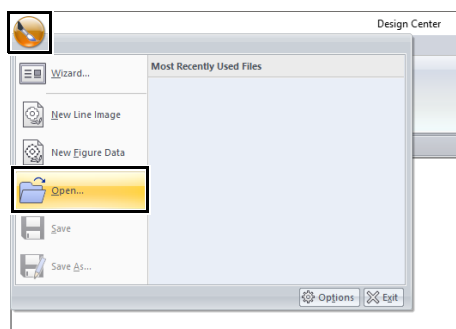 Design Center
Most Recently Used Files
Wizard...
New Line Image
New Figure Data
Open...
Save
Save As...
Options
Exit